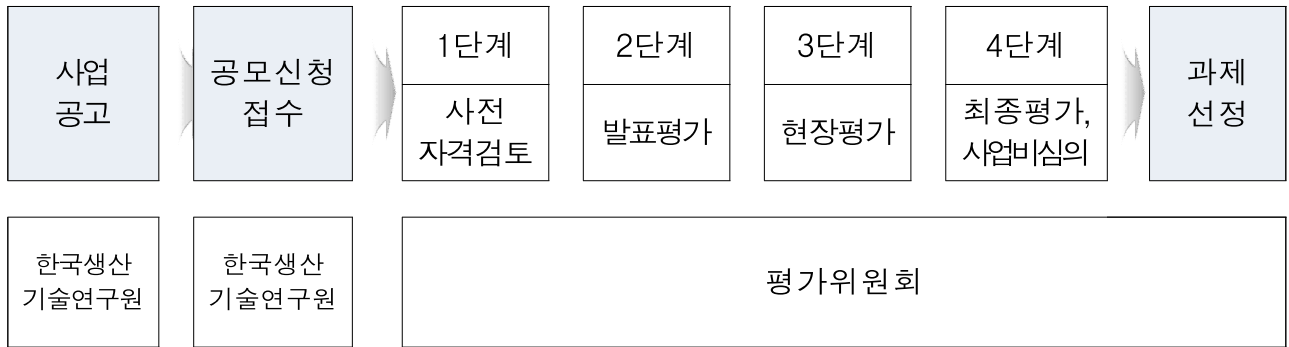 사업
공고
공모신청
접수
1단계
사전
자격검토
2단계
발표평가
3단계
현장평가
4단계
최종평가,
사업비심의
과제
선정
한국생산
기술연구원
한국생산
기술연구원
평가위원회